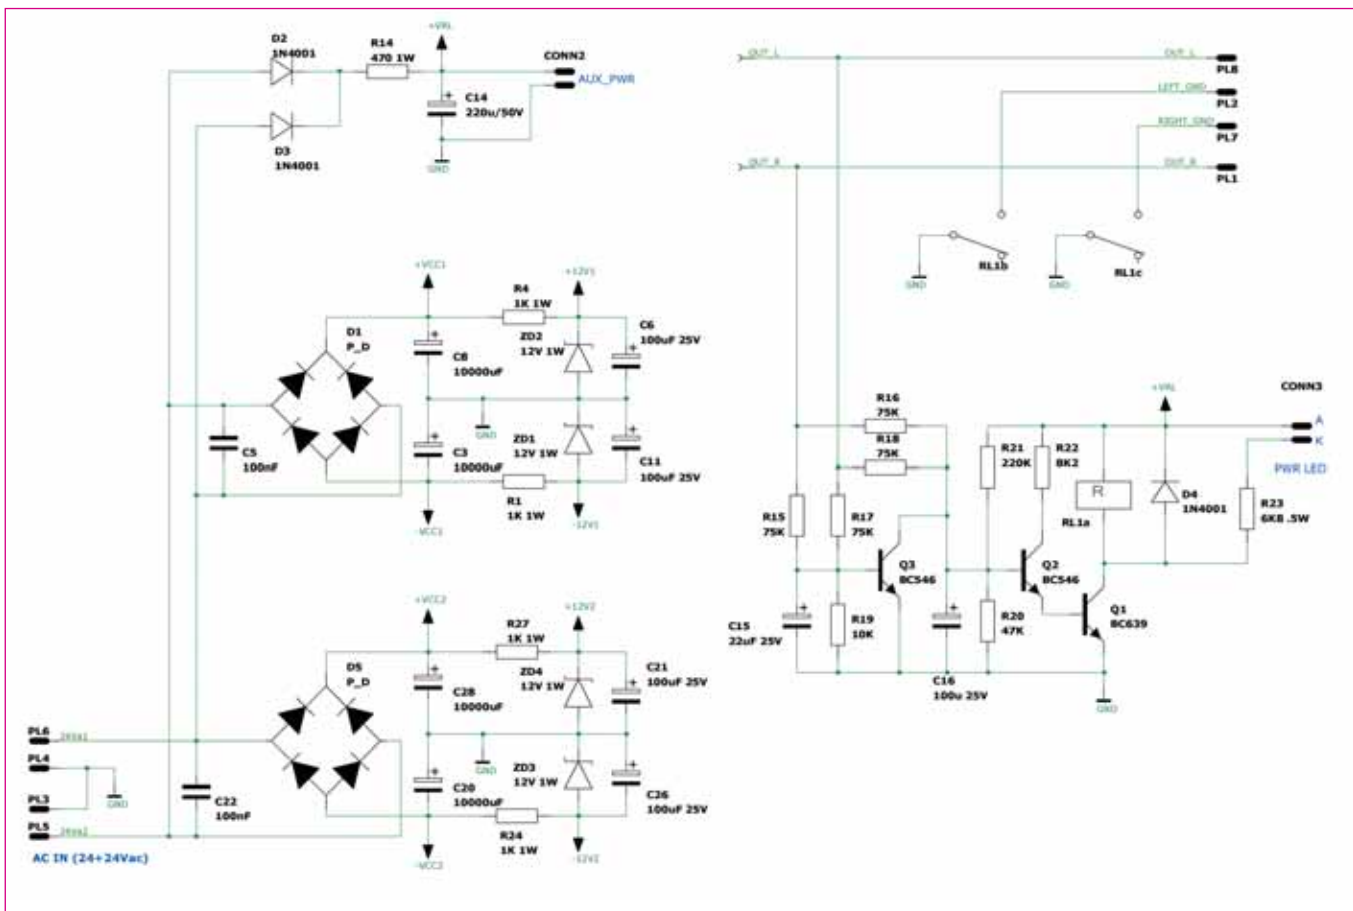 +VRL
D2
1N4001
R14
470 1W
CONN2
AUX_PWR
C14
220u/50V
D3
1N4001
GND
OUT_L
OUT_L
PL8
LEFT_GND
PL2
RIGHT_GND
PL7
OUT_R
OUT_R
PL1
GND
RL1b
GND
RL1c
+VCC1
+12V1
R4
1K 1W
D1
P_D
C8
10000uF
ZD2
12V 1W
C6
100uF 25V
GND
C5
100nF
C3
10000uF
ZD1
12V 1W
C11
100uF 25V
R1
1K 1W
-VCC1
-12V1
+VCC2
+12V2
R27
1K 1W
D5
P_D
C28
10000uF
ZD4
12V 1W
C21
100uF 25V
GND
C20
10000uF
ZD3
12V 1W
C26
100uF 25V
R24
1K 1W
-VCC2
-12V2
PL6
24Va1
PL4
PL3
GND
PL5
24Va2
C22
100nF
AC IN (24+24Vac)
+VRL
CONN3
A
K
PWR LED
R16
75K
R18
75K
R21
220K
R22
8K2
R
RL1a
D4
1N4001
R23
6K8 .5W
R15
75K
R17
75K
Q3
BC546
Q2
BC546
Q1
BC639
C15
22uF 25V
R19
10K
C16
100u 25V
R20
47K
GND